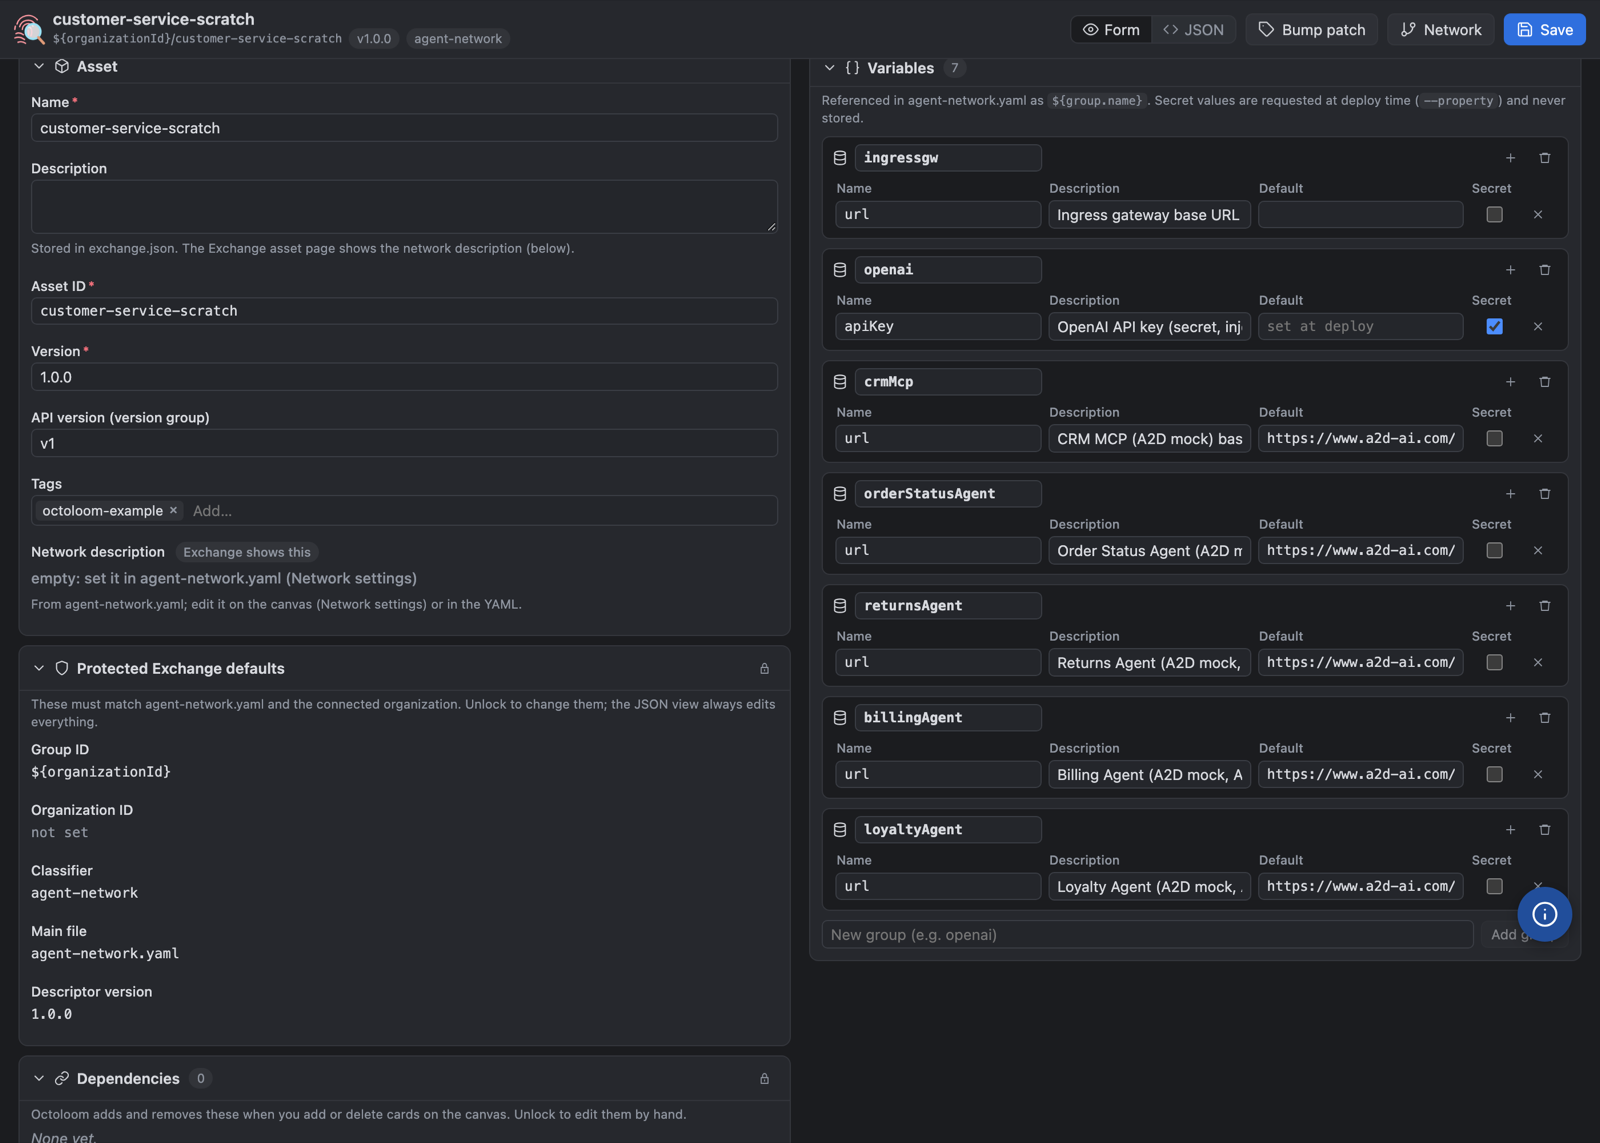 customer-service-scratch
${organizationId}/customer-service-scratch v1.0.0 agent-network
Form
JSON
Bump patch
Network
Save
Asset
Name*
customer-service-scratch
Description
Stored in exchange.json. The Exchange asset page shows the network description (below).
Asset ID*
customer-service-scratch
Version*
1.0.0
API version (version group)
v1
Tags
octoloom-example × Add...
Network description Exchange shows this
empty: set it in agent-network.yaml (Network settings)
From agent-network.yaml; edit it on the canvas (Network settings) or in the YAML.
Protected Exchange defaults
These must match agent-network.yaml and the connected organization. Unlock to change them; the JSON view always edits
everything.
Group ID
${organizationId}
Organization ID
not set
Classifier
agent-network
Main file
agent-network.yaml
Descriptor version
1.0.0
Dependencies 0
Octoloom adds and removes these when you add or delete cards on the canvas. Unlock to edit them by hand.
None yet.
{} Variables 7
Referenced in agent-network.yaml as ${group.name}. Secret values are requested at deploy time (--property) and never
stored.
ingressgw
Name Description Default Secret
url Ingress gateway base URL
openai
Name Description Default Secret
apiKey OpenAI API key (secret, inj set at deploy
crmMcp
Name Description Default Secret
url CRM MCP (A2D mock) bas https://www.a2d-ai.com/
orderStatusAgent
Name Description Default Secret
url Order Status Agent (A2D m https://www.a2d-ai.com/
returnsAgent
Name Description Default Secret
url Returns Agent (A2D mock, https://www.a2d-ai.com/
billingAgent
Name Description Default Secret
url Billing Agent (A2D mock, A https://www.a2d-ai.com/
loyaltyAgent
Name Description Default Secret
url Loyalty Agent (A2D mock, https://www.a2d-ai.com/
New group (e.g. openai)
Add